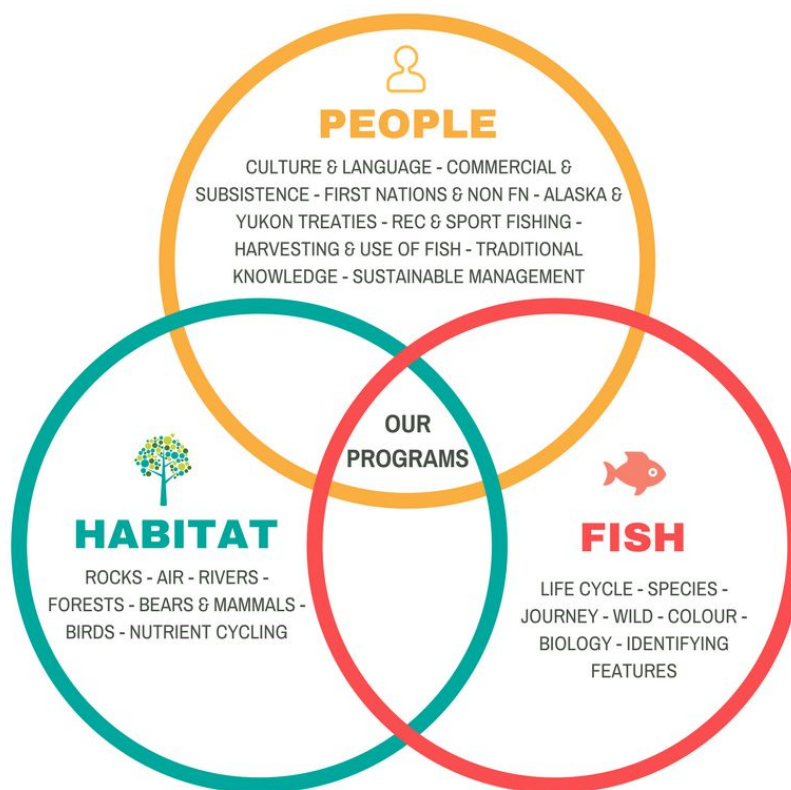 PEOPLE
CULTURE & LANGUAGE - COMMERCIAL &
SUBSISTENCE - FIRST NATIONS & NON FN - ALASKA &
YUKON TREATIES - REC & SPORT FISHING -
HARVESTING & USE OF FISH - TRADITIONAL
KNOWLEDGE - SUSTAINABLE MANAGEMENT
OUR
PROGRAMS
HABITAT
ROCKS - AIR - RIVERS -
FORESTS - BEARS & MAMMALS -
BIRDS - NUTRIENT CYCLING
FISH
LIFE CYCLE - SPECIES -
JOURNEY - WILD - COLOUR -
BIOLOGY - IDENTIFYING
FEATURES